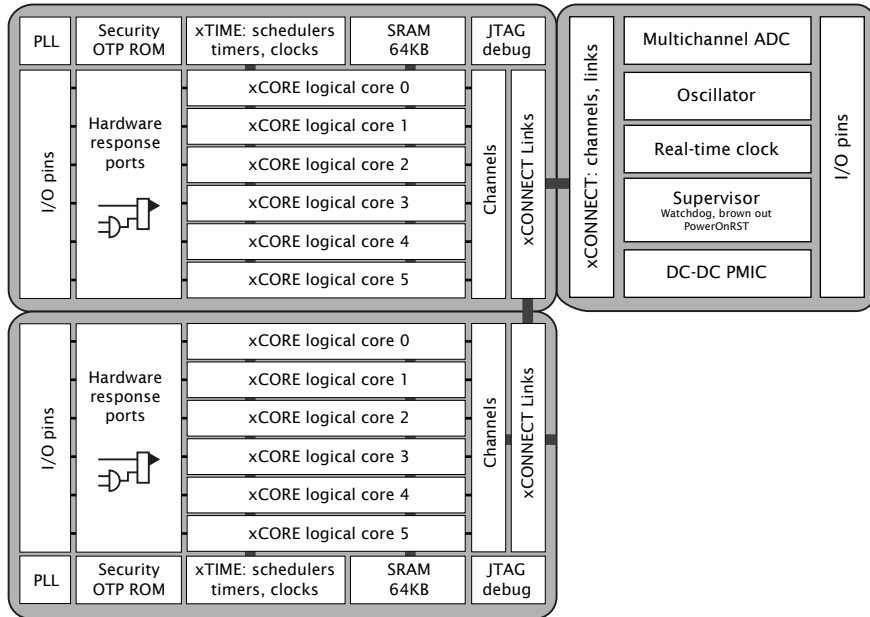 PLL
Security
OTP ROM
xTIME: schedulers
timers, clocks
SRAM
64KB
JTAG
debug
I/O pins
Hardware
response
ports
xCORE logical core 0
xCORE logical core 1
xCORE logical core 2
xCORE logical core 3
xCORE logical core 4
xCORE logical core 5
Channels
xCONNECT Links
xCONNECT: channels, links
Multichannel ADC
Oscillator
Real-time clock
Supervisor
Watchdog, brown out
PowerOnRST
DC-DC PMIC
I/O pins
I/O pins
Hardware
response
ports
xCORE logical core 0
xCORE logical core 1
xCORE logical core 2
xCORE logical core 3
xCORE logical core 4
xCORE logical core 5
Channels
xCONNECT Links
PLL
Security
OTP ROM
xTIME: schedulers
timers, clocks
SRAM
64KB
JTAG
debug